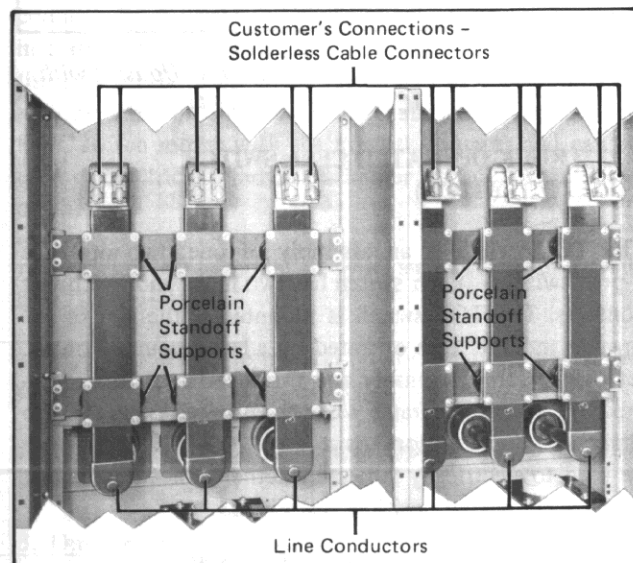 Customer's Connections –
Solderless Cable Connectors
Porcelain
Standoff
Supports
Porcelain
Standoff
Supports
Line Conductors